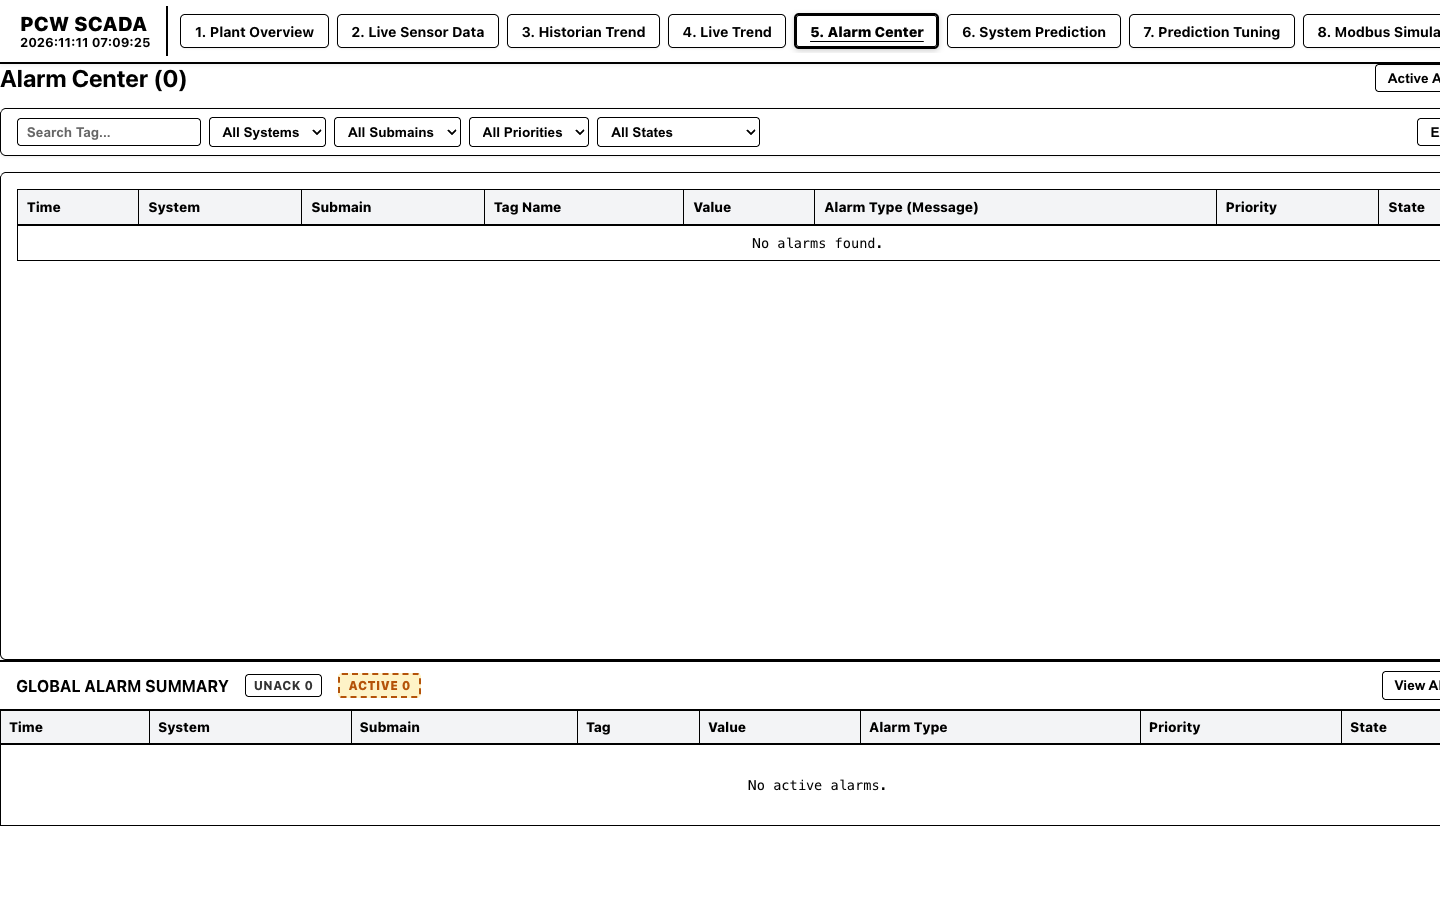 PCW SCADA
2026:11:11 07:09:25
1. Plant Overview
2. Live Sensor Data
3. Historian Trend
4. Live Trend
5. Alarm Center
6. System Prediction
7. Prediction Tuning
8. Modbus Simula
Alarm Center (0)
Active A
Search Tag...
All Systems
All Submains
All Priorities
All States
E
Time System Submain Tag Name Value Alarm Type (Message) Priority State
No alarms found.
GLOBAL ALARM SUMMARY
UNACK 0
ACTIVE 0
View Al
Time System Submain Tag Value Alarm Type Priority State
No active alarms.